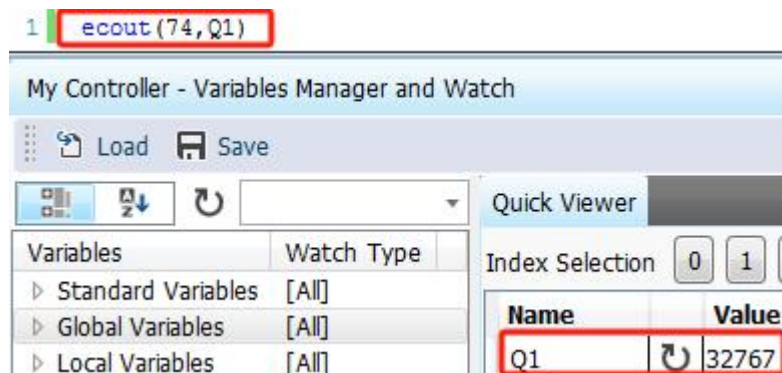 1 ecout(74,Q1)
My Controller - Variables Manager and Watch
Load Save
Quick Viewer
Variables Watch Type
Index Selection 0 1
Standard Variables [All]
Name Value
Global Variables [All]
Q1 32767
Local Variables [All]